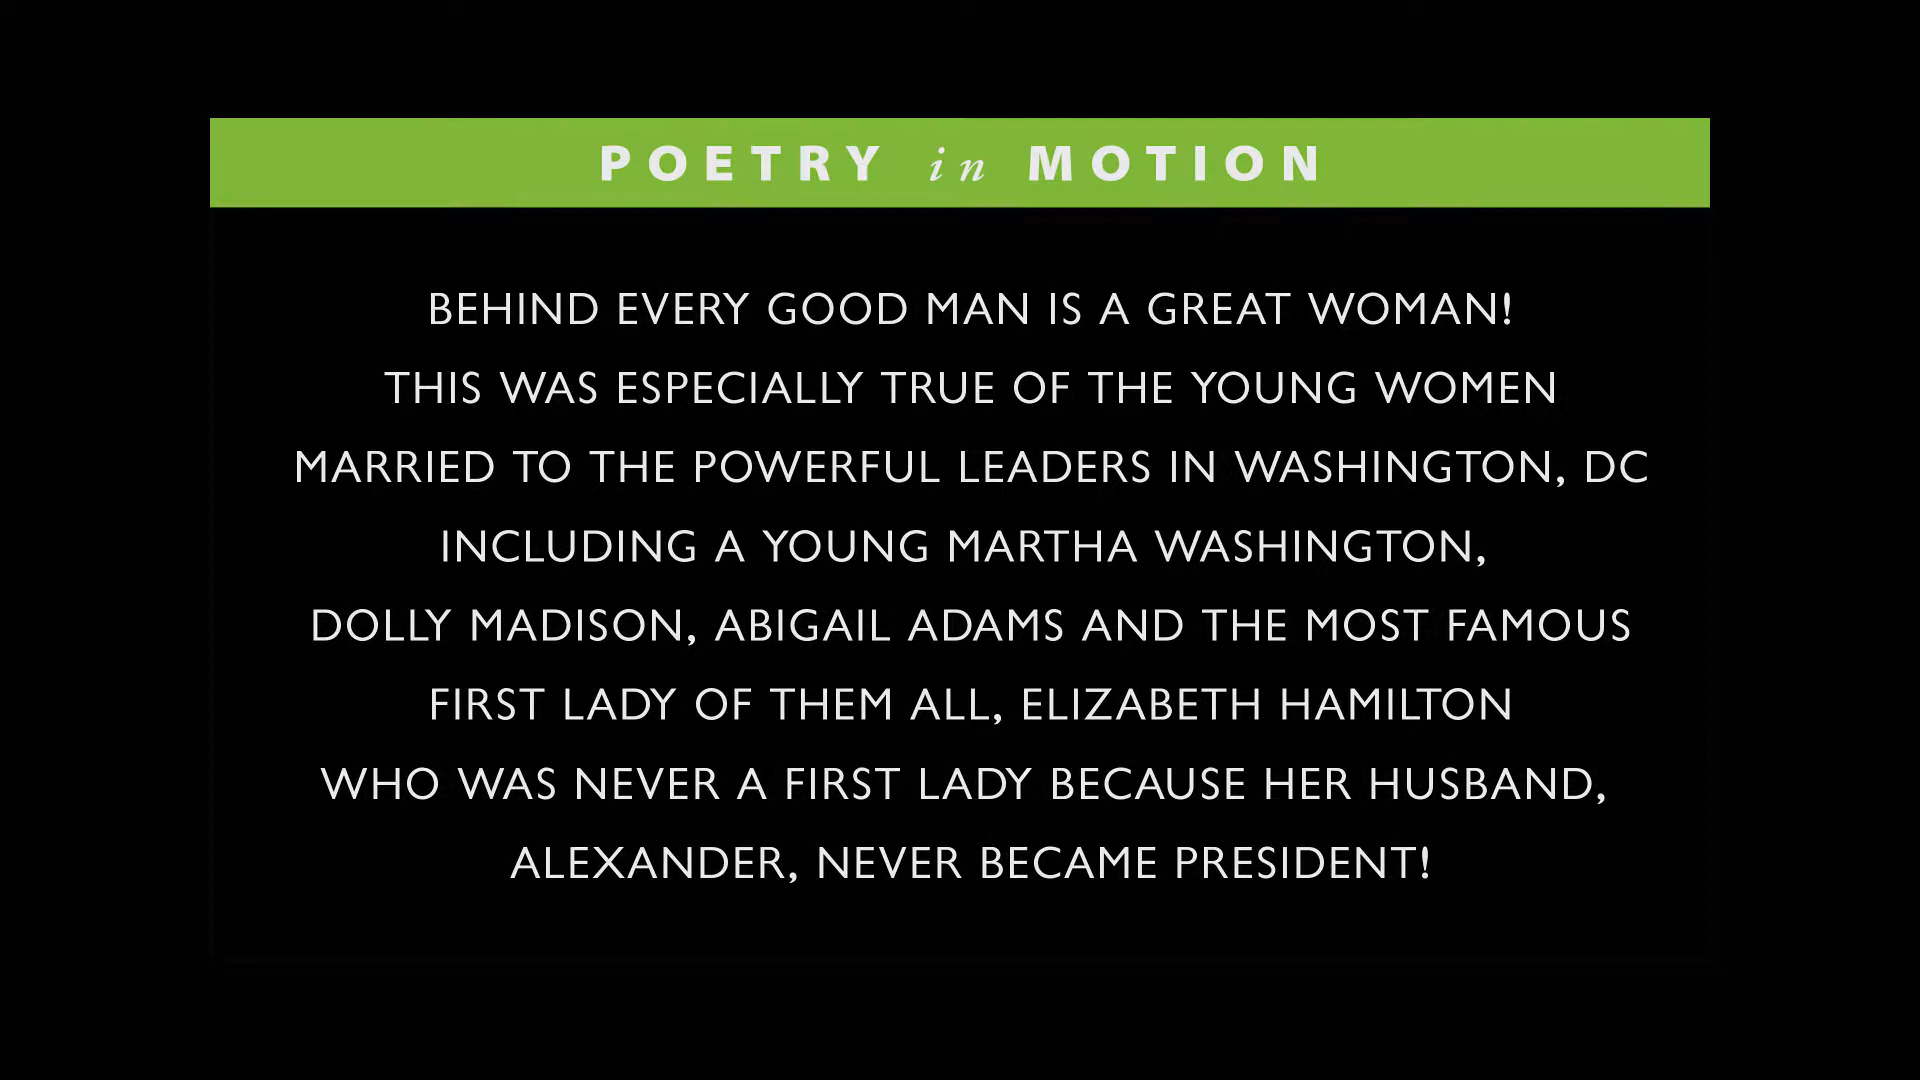 POETRY in MOTION
BEHIND EVERY GOOD MAN IS A GREAT WOMAN!
THIS WAS ESPECIALLY TRUE OF THE YOUNG WOMEN
MARRIED TO THE POWERFUL LEADERS IN WASHINGTON, DC
INCLUDING A YOUNG MARTHA WASHINGTON,
DOLLY MADISON, ABIGAIL ADAMS AND THE MOST FAMOUS
FIRST LADY OF THEM ALL, ELIZABETH HAMILTON
WHO WAS NEVER A FIRST LADY BECAUSE HER HUSBAND,
ALEXANDER, NEVER BECAME PRESIDENT!